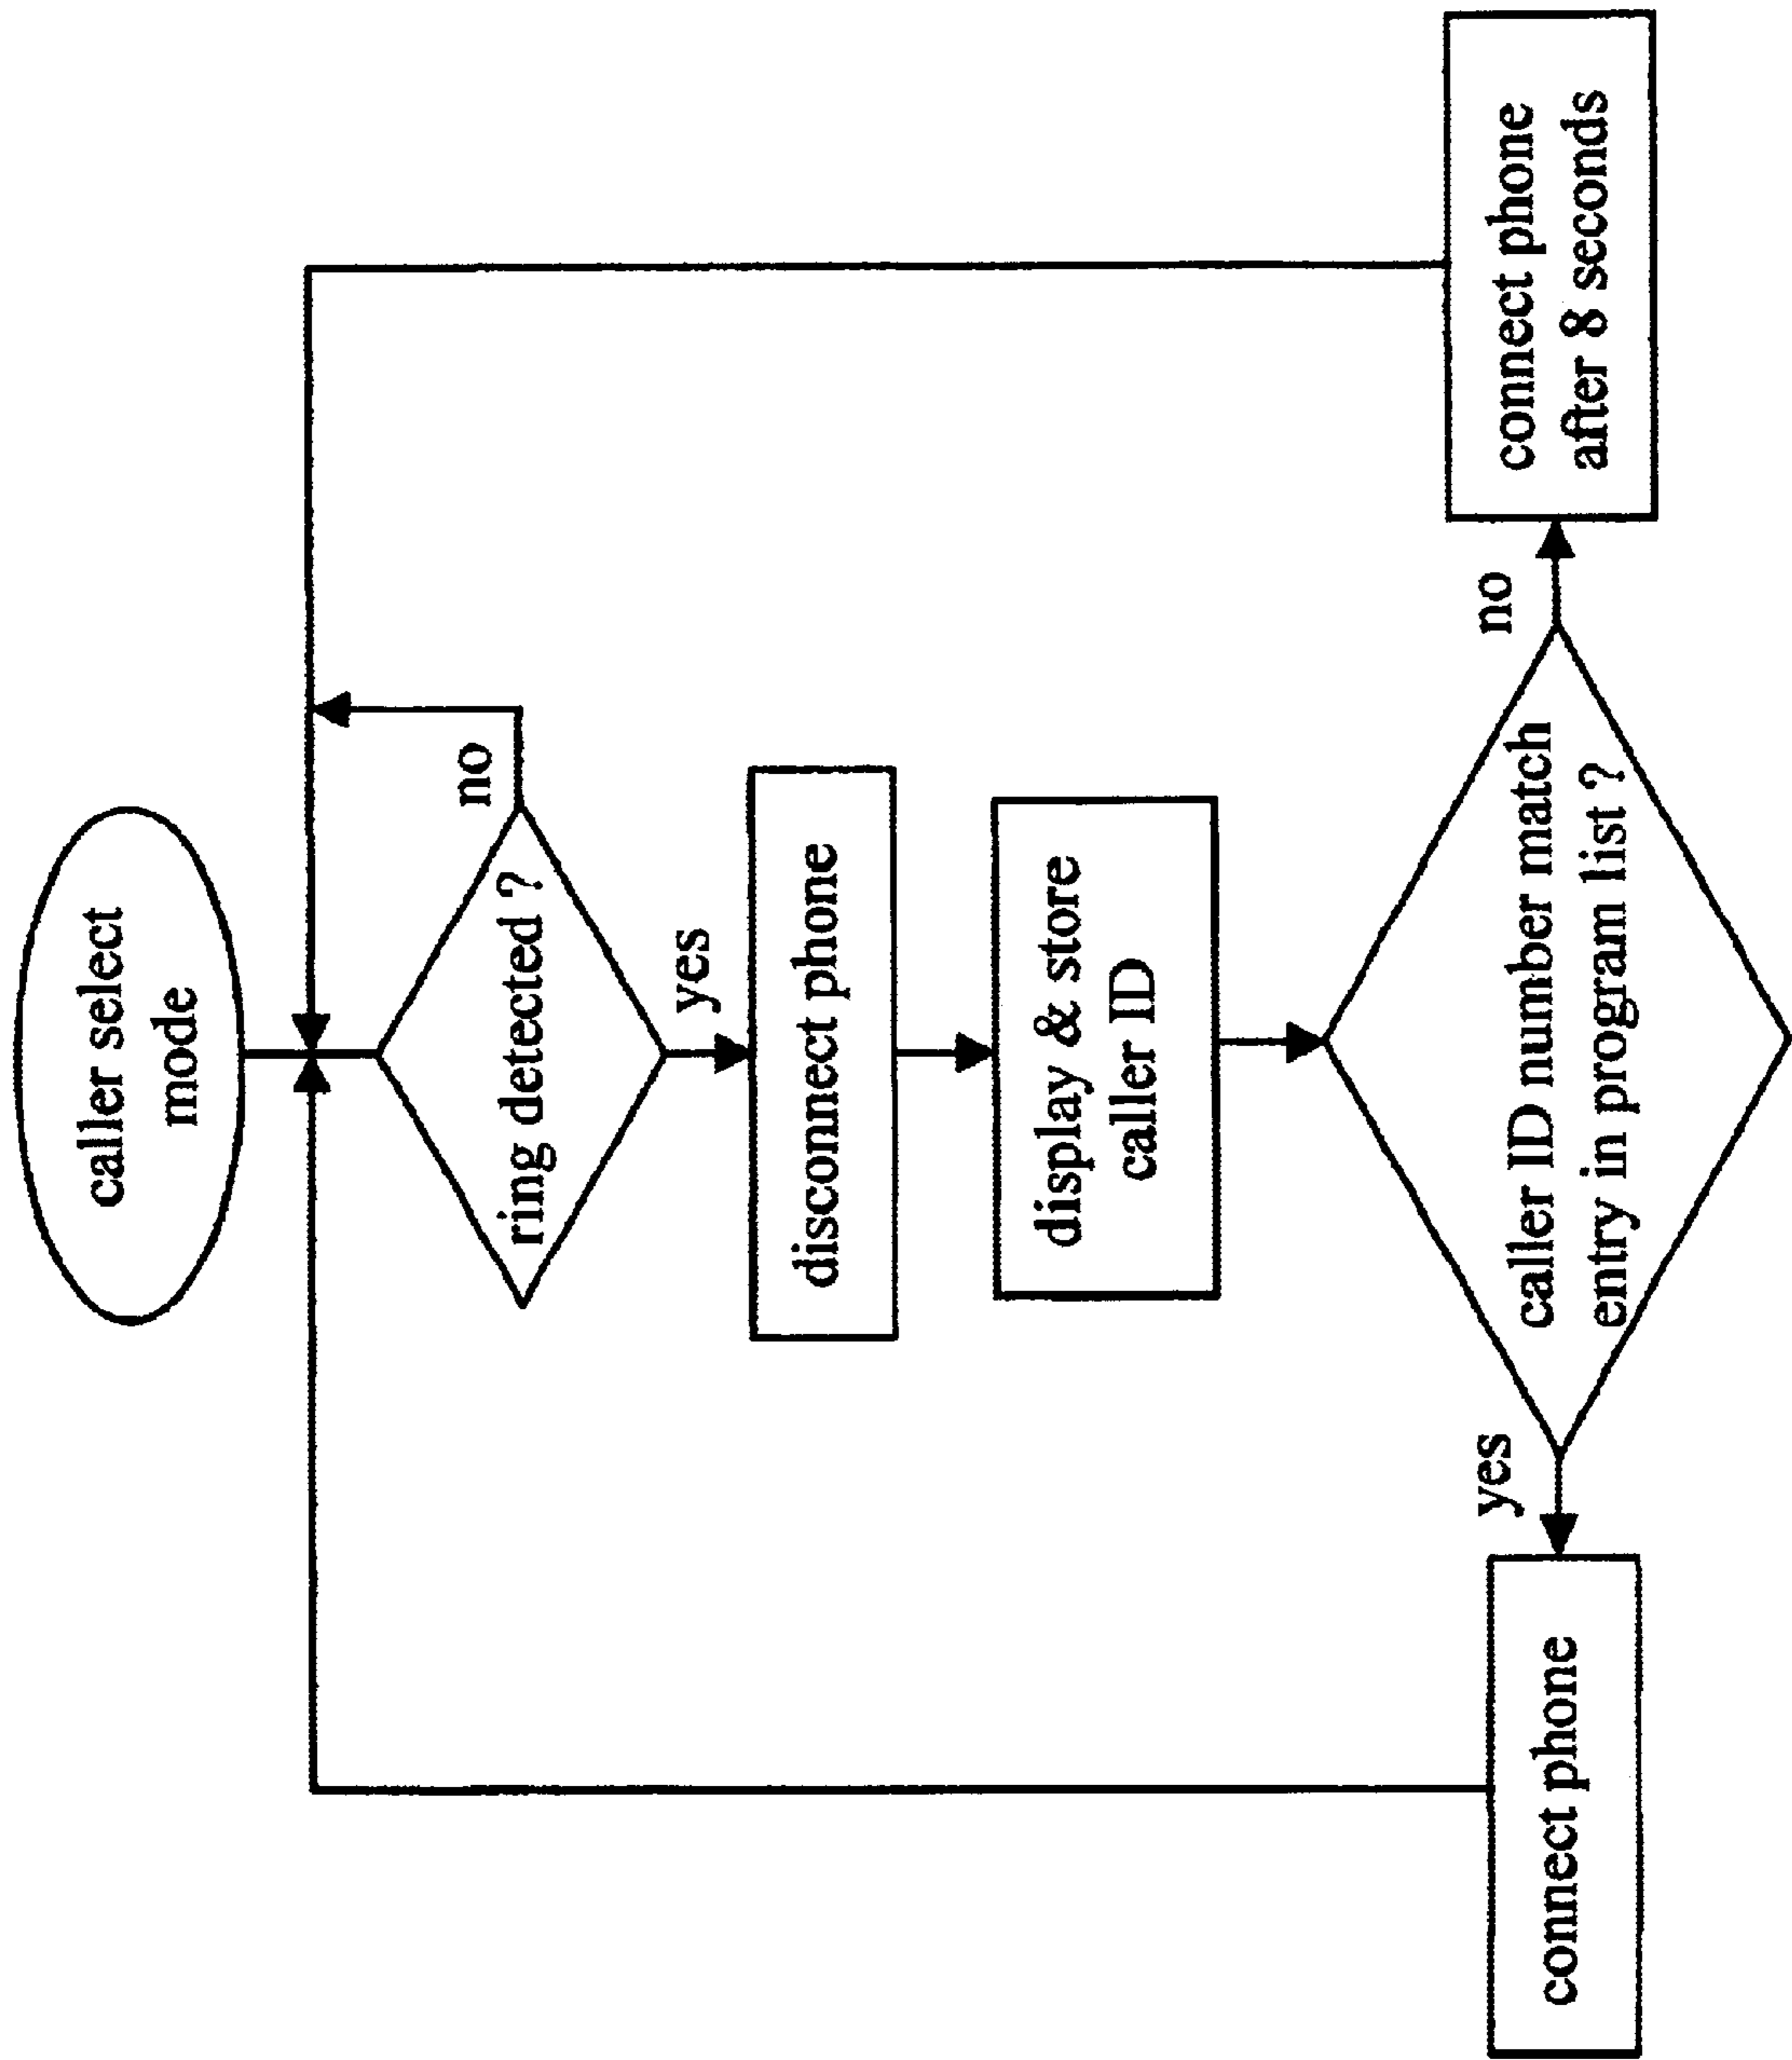 caller select
mode
ring detected ?
no
yes
disconnect phone
display & store
caller ID
caller ID number match
entry in program list ?
yes
no
connect phone
connect phone
after 8 seconds